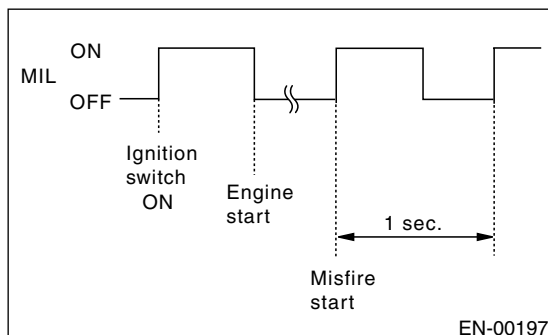 ON
MIL
OFF
Ignition
switch
ON
Engine
start
1 sec.
Misfire
start
EN-00197